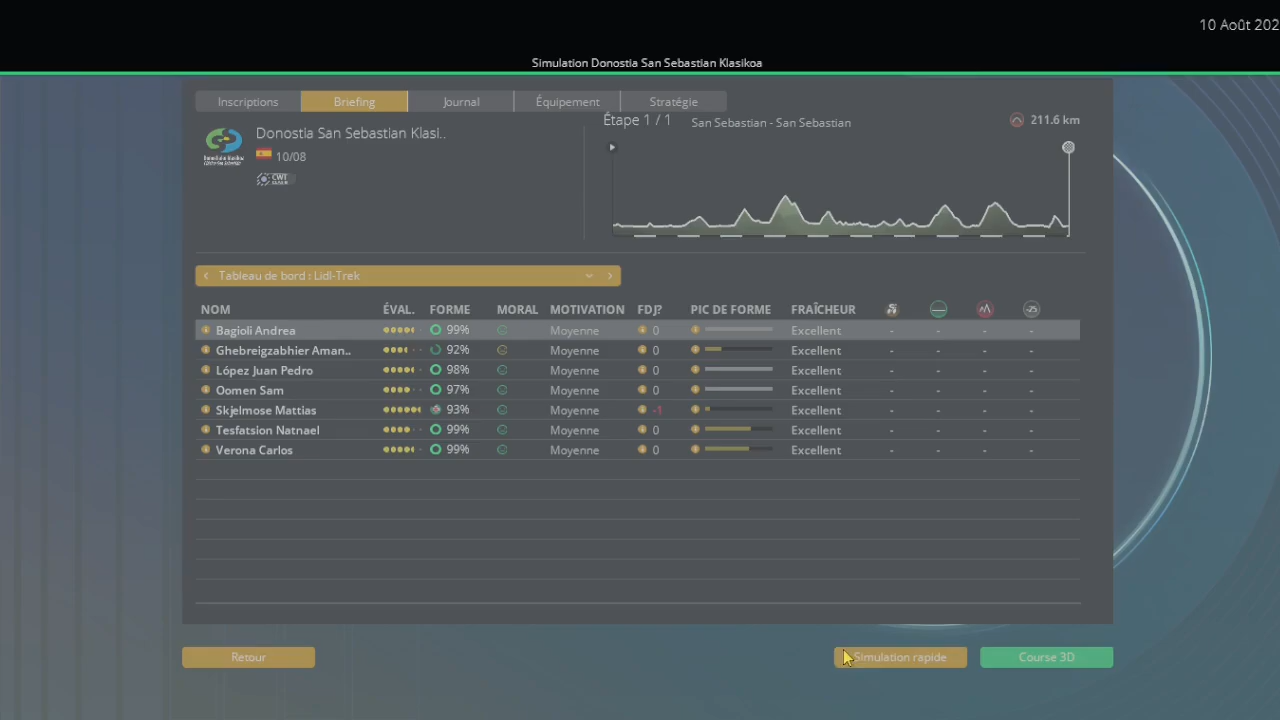 10 Août 202
Simulation Donostia San Sebastian Klasikoa
Inscriptions Briefing Journal Équipement Stratégie
Donostia San Sebastian Klasi..
10/08
CWT
Étape 1 / 1 San Sebastian - San Sebastian 211.6 km
Tableau de bord : Lidl-Trek
NOM ÉVAL. FORME MORAL MOTIVATION FDJ? PIC DE FORME FRAÎCHEUR
Bagioli Andrea 99% Moyenne 0 Excellent - - - -
Ghebreigzabhier Aman.. 92% Moyenne 0 Excellent - - - -
López Juan Pedro 98% Moyenne 0 Excellent - - - -
Oomen Sam 97% Moyenne 0 Excellent - - - -
Skjelmose Mattias 93% Moyenne -1 Excellent - - - -
Tesfatsion Natnael 99% Moyenne 0 Excellent - - - -
Verona Carlos 99% Moyenne 0 Excellent - - - -
Retour Simulation rapide Course 3D